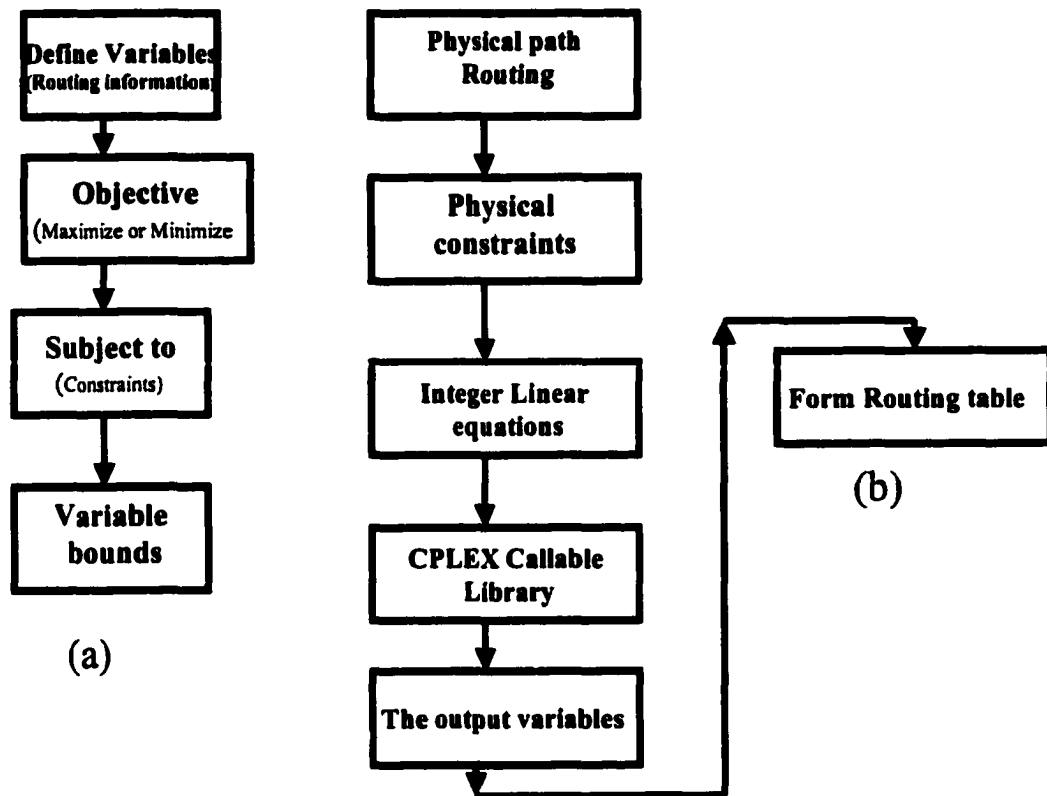 Define Variables
(Routing information)
Objective
(Maximize or Minimize
Subject to
(Constraints)
Variable
bounds
(a)
Physical path
Routing
Physical
constraints
Integer Linear
equations
CPLEX Callable
Library
The output variables
Form Routing table
(b)